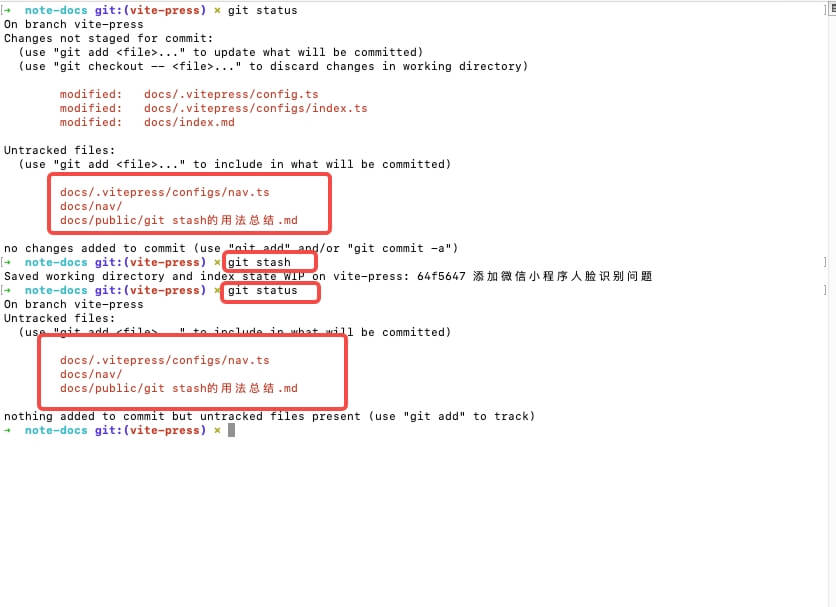 [→  note-docs git:(vite-press) × git status ]
On branch vite-press
Changes not staged for commit:
  (use "git add <file>..." to update what will be committed)
  (use "git checkout -- <file>..." to discard changes in working directory)
        modified:   docs/.vitepress/config.ts
        modified:   docs/.vitepress/configs/index.ts
        modified:   docs/index.md
Untracked files:
  (use "git add <file>..." to include in what will be committed)
        docs/.vitepress/configs/nav.ts
        docs/nav/
        docs/public/git stash的用法总结.md
no changes added to commit (use "git add" and/or "git commit -a")
[→  note-docs git:(vite-press) × git stash ]
Saved working directory and index state WIP on vite-press: 64f5647 添加微信小程序人脸识别问题
[→  note-docs git:(vite-press) × git status ]
On branch vite-press
Untracked files:
  (use "git add <file>..." to include in what will be committed)
        docs/.vitepress/configs/nav.ts
        docs/nav/
        docs/public/git stash的用法总结.md
nothing added to commit but untracked files present (use "git add" to track)
→  note-docs git:(vite-press) ×